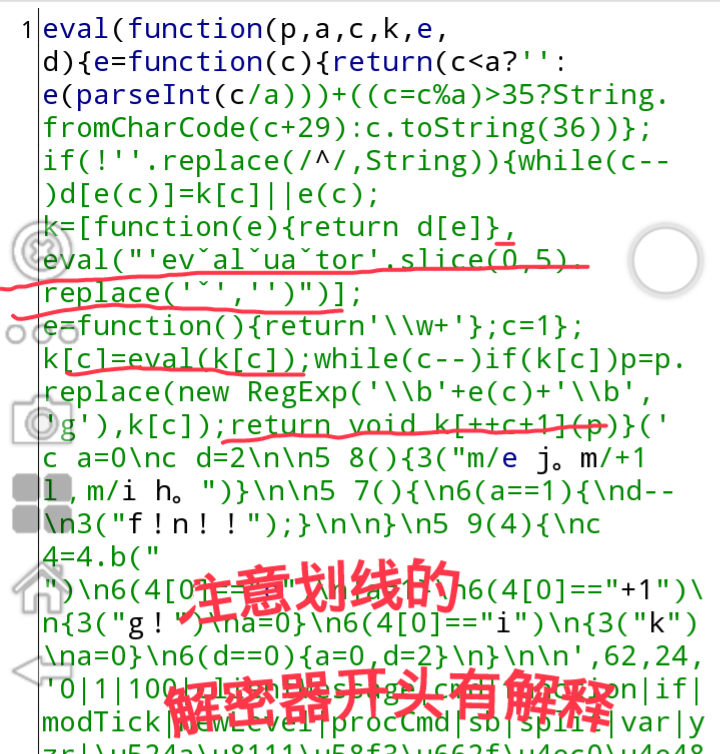 1
eval(function(p,a,c,k,e,
d){e=function(c){return(c<a?'':
e(parseInt(c/a)))+((c=c%a)>35?String.
fromCharCode(c+29):c.toString(36))};
if(!''.replace(/^/,String)){while(c--
)d[e(c)]=k[c]||e(c);
k=[function(e){return d[e]},
eval("'evˇalˇuaˇtor'.slice(0,5).
replace('ˇ','')")];
e=function(){return'\\w+'};c=1};
k[c]=eval(k[c]);while(c--)if(k[c])p=p.
replace(new RegExp('\\b'+e(c)+'\\b',
'g'),k[c]);return void k[++c+1](p)}('
c a=0\nc d=2\n\n5 8(){3("m/e j。m/+1
l,m/i h。")}\n\n5 7(){\n6(a==1){\nd--
\n3("f！n！！");}\n\n}\n5 9(4){\nc
4=4.b("
")\n6(4[0]==
\n6(4[0]=="+1")\
n{3("g！")\na=0}\n6(4[0]=="i")\n{3("k")
\na=0}\n6(d==0){a=0,d=2}\n}\n\n',62,24,
'0|1|100|
|cmd|function|if|
modTick|newLevel|procCmd|sb|split|var|y
注意划线的
解密器开头有解释